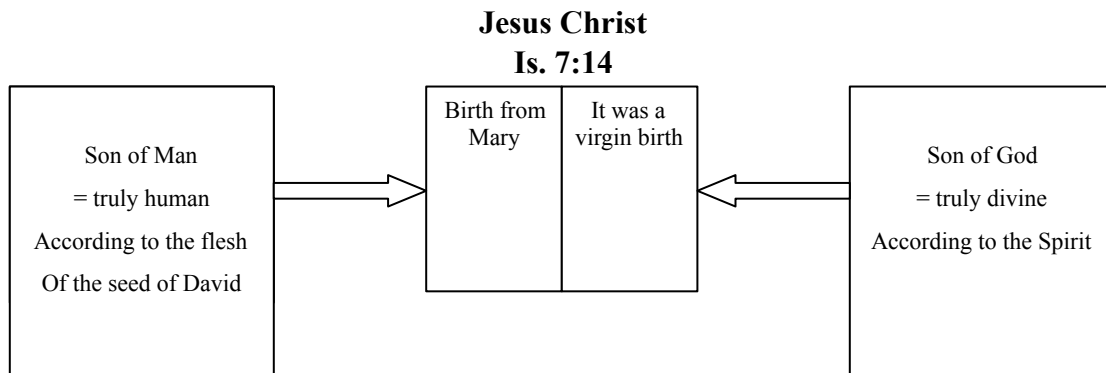 Jesus Christ
Is. 7:14
Son of Man
= truly human
According to the flesh
Of the seed of David
Birth from
Mary
It was a
virgin birth
Son of God
= truly divine
According to the Spirit